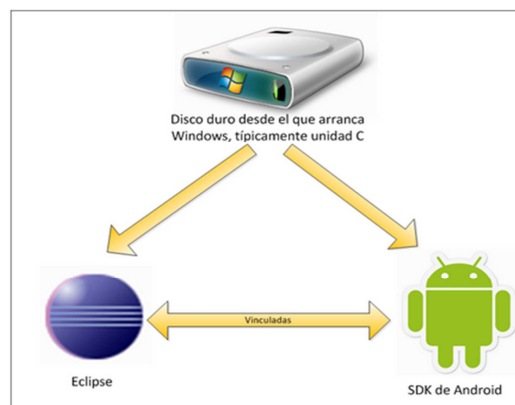 Disco duro desde el que arranca
Windows, típicamente unidad C
Vinculadas
Eclipse
SDK de Android